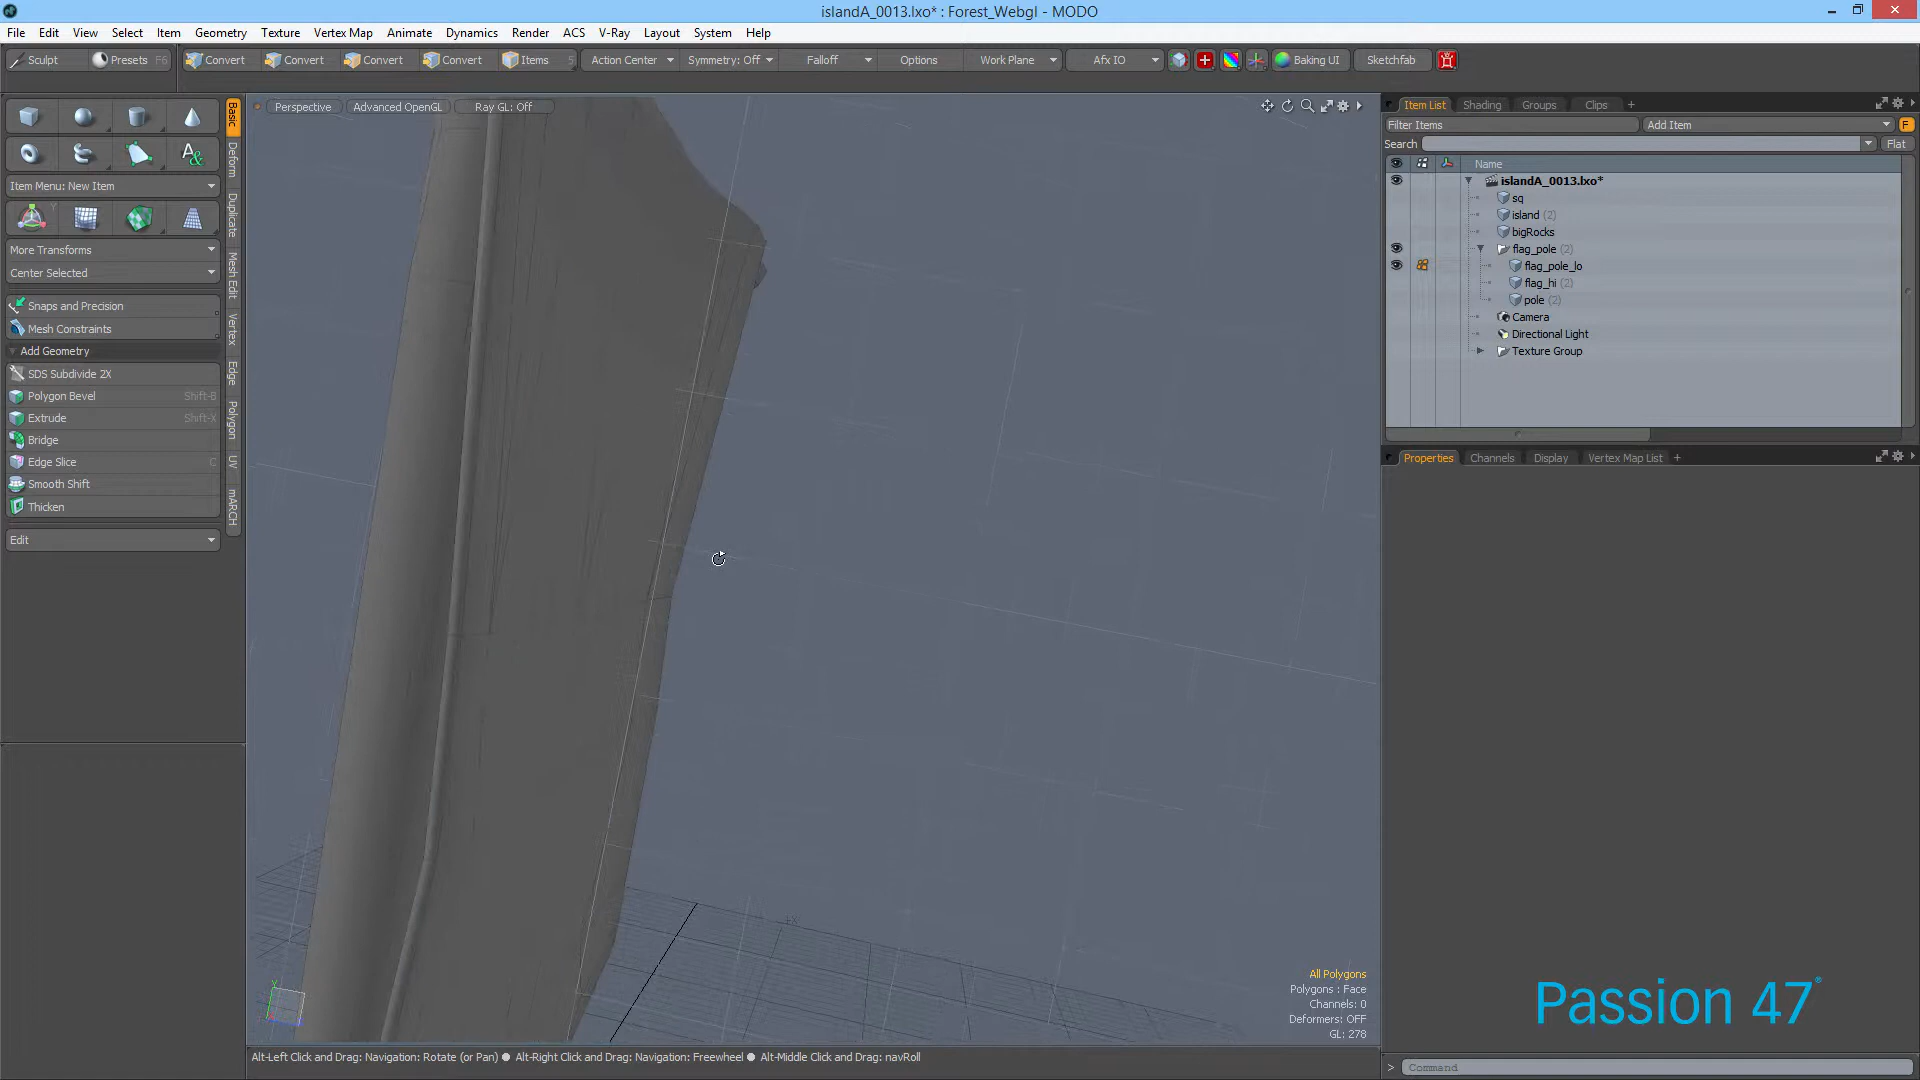 islandA_0013.lxo* : Forest_Webgl - MODO
File Edit View Select Item Geometry Texture Vertex Map Animate Dynamics Render ACS V-Ray Layout System Help
Sculpt Presets F6 Convert Convert Convert Convert Items 5 Action Center Symmetry: Off Falloff Options Work Plane Afx IO Baking UI Sketchfab
Perspective Advanced OpenGL Ray GL: Off
Basic
Deform
Duplicate
Mesh Edit
Vertex
Edge
Polygon
UV
mARCH
Item Menu: New Item
More Transforms
Center Selected
Snaps and Precision
Mesh Constraints
Add Geometry
SDS Subdivide 2X
Polygon Bevel Shift-B
Extrude Shift-X
Bridge
Edge Slice C
Smooth Shift
Thicken
Edit
Item List Shading Groups Clips +
Filter Items Add Item F
Search Flat
Name
islandA_0013.lxo*
sq
island (2)
bigRocks
flag_pole (2)
flag_pole_lo
flag_hi (2)
pole (2)
Camera
Directional Light
Texture Group
Properties Channels Display Vertex Map List +
All Polygons
Polygons : Face
Channels: 0
Deformers: OFF
GL: 278
Passion 47
Alt-Left Click and Drag: Navigation: Rotate (or Pan) ● Alt-Right Click and Drag: Navigation: Freewheel ● Alt-Middle Click and Drag: navRoll
> Command